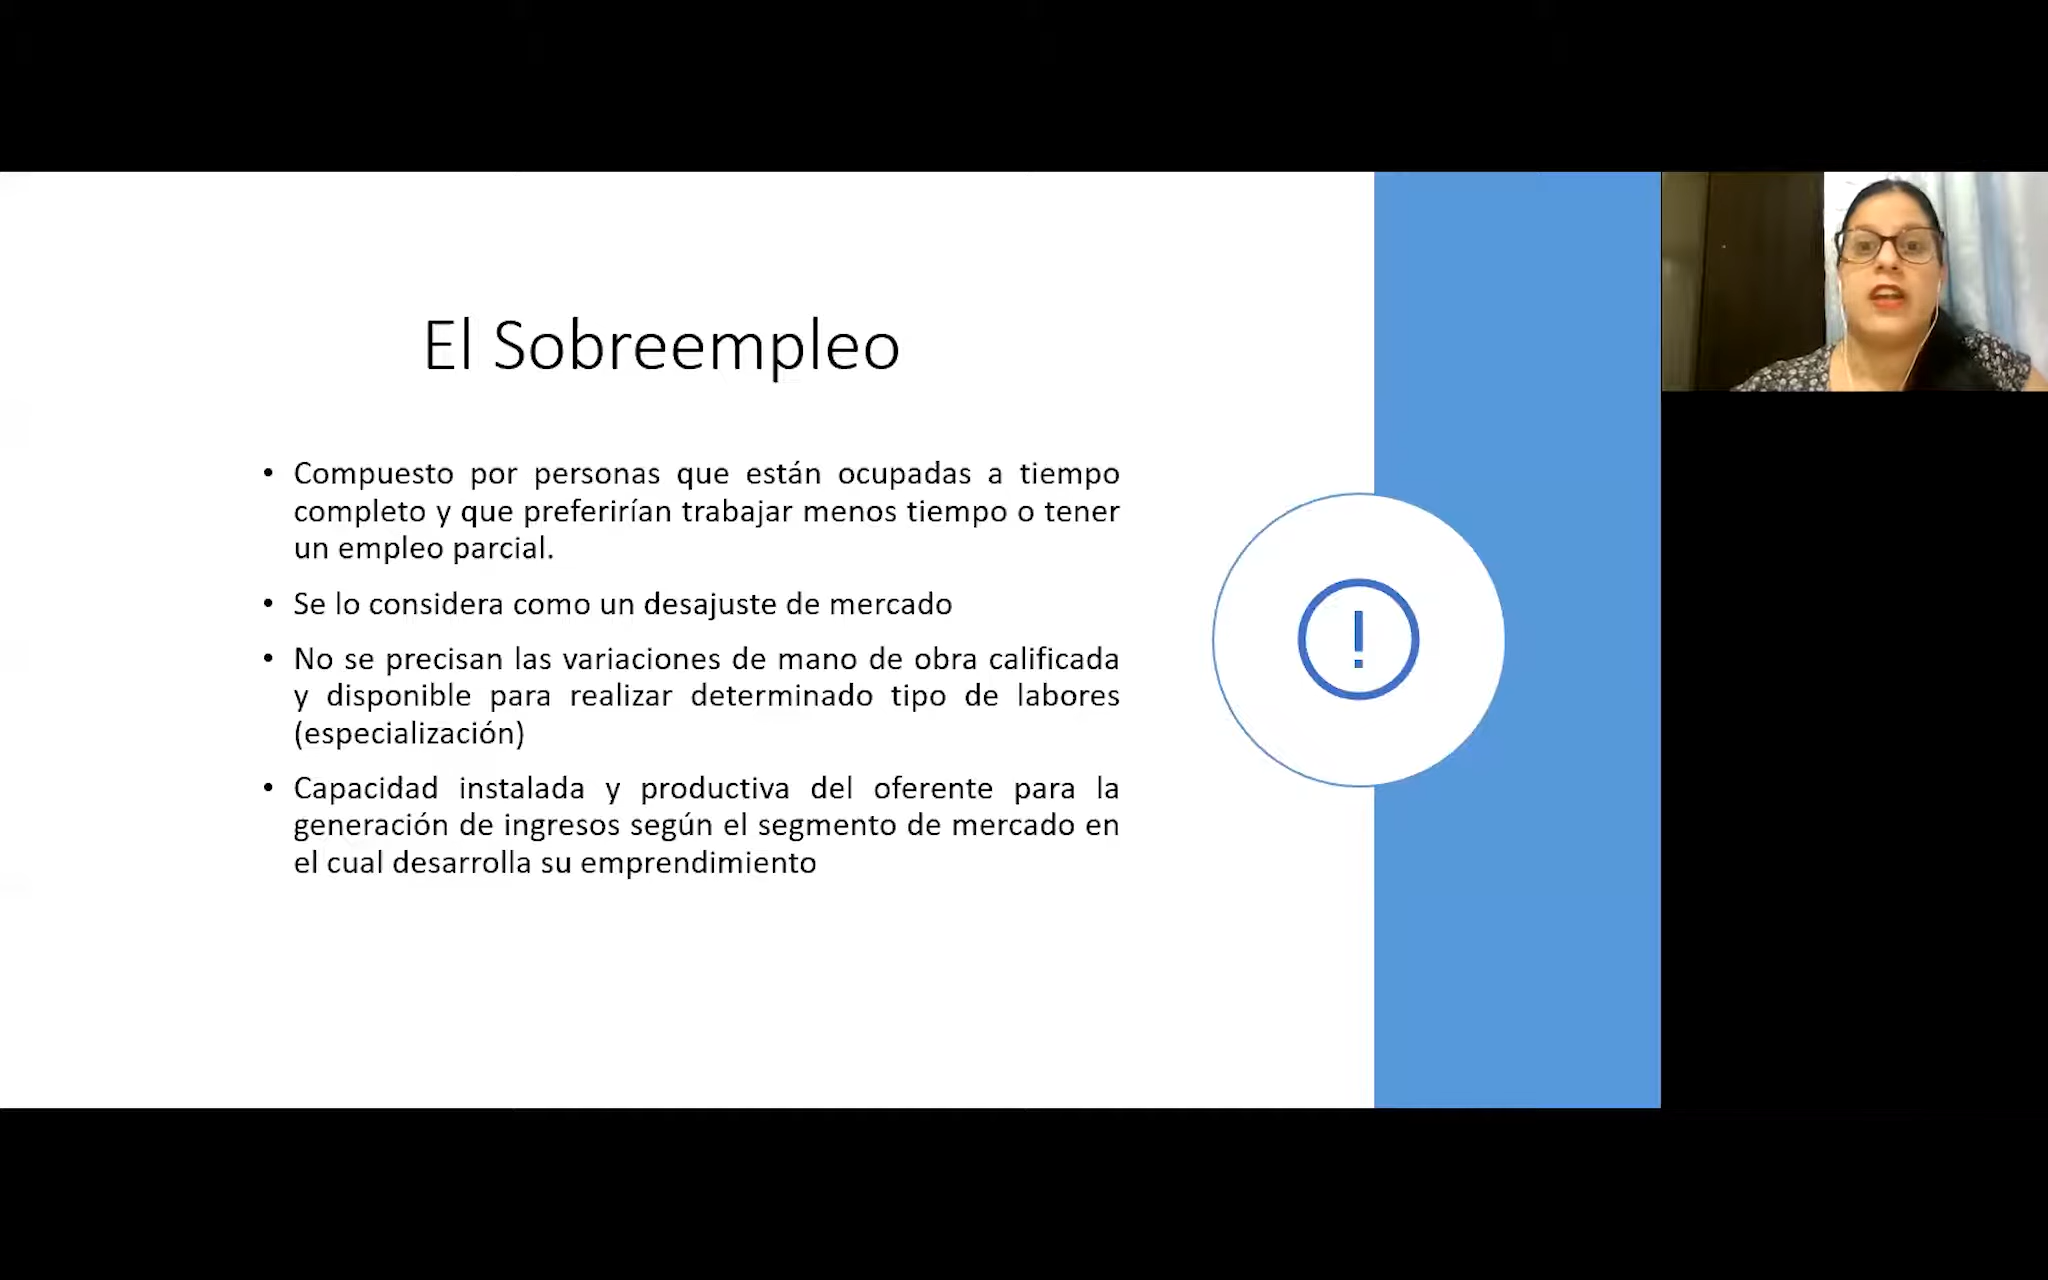 El Sobreempleo
• Compuesto por personas que están ocupadas a tiempo
completo y que preferirían trabajar menos tiempo o tener
un empleo parcial.
• Se lo considera como un desajuste de mercado
• No se precisan las variaciones de mano de obra calificada
y disponible para realizar determinado tipo de labores
(especialización)
• Capacidad instalada y productiva del oferente para la
generación de ingresos según el segmento de mercado en
el cual desarrolla su emprendimiento
!